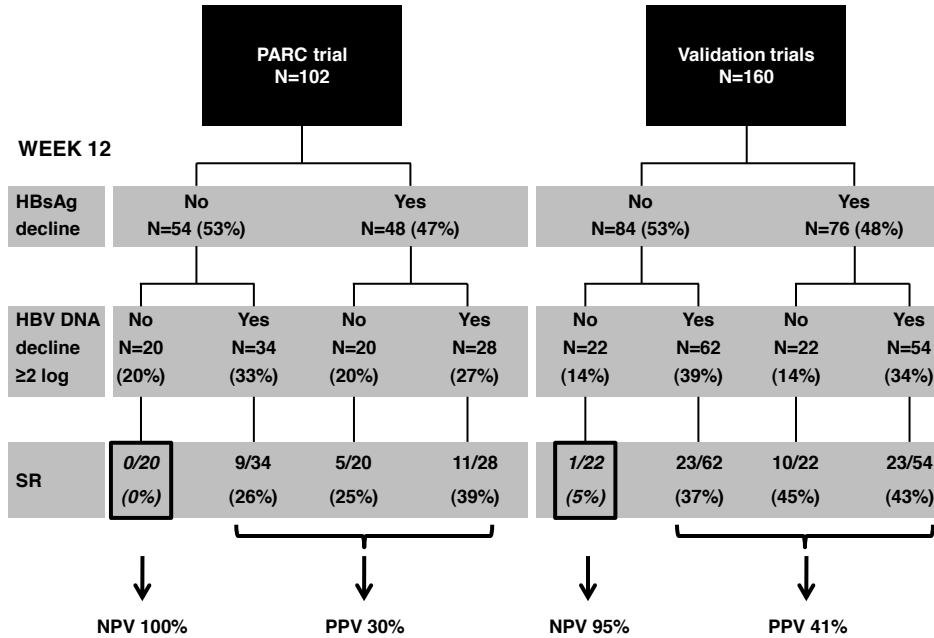 PARC trial
N=102
Validation trials
N=160
WEEK 12
HBsAg
decline
No
N=54 (53%)
Yes
N=48 (47%)
No
N=84 (53%)
Yes
N=76 (48%)
HBV DNA
decline
≥2 log
No
N=20
(20%)
Yes
N=34
(33%)
No
N=20
(20%)
Yes
N=28
(27%)
No
N=22
(14%)
Yes
N=62
(39%)
No
N=22
(14%)
Yes
N=54
(34%)
SR
0/20
(0%)
9/34
(26%)
5/20
(25%)
11/28
(39%)
1/22
(5%)
23/62
(37%)
10/22
(45%)
23/54
(43%)
NPV 100%
PPV 30%
NPV 95%
PPV 41%